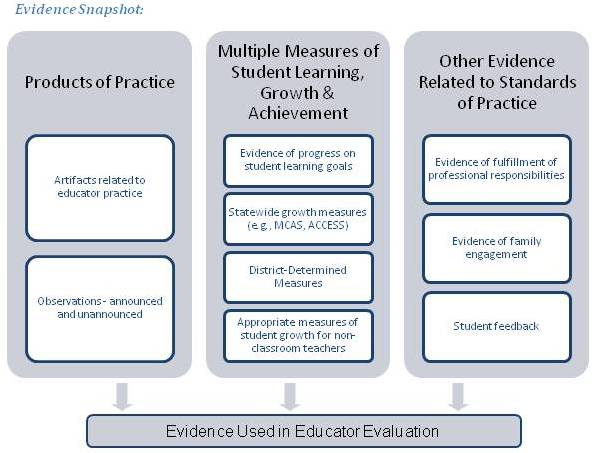 Evidence Snapshot:
Products of Practice
Artifacts related to
educator practice
Observations - announced
and unannounced
Multiple Measures of
Student Learning,
Growth &
Achievement
Evidence of progress on
student learning goals
Statewide growth measures
(e.g., MCAS, ACCESS)
District-Determined
Measures
Appropriate measures of
student growth for non-
classroom teachers
Other Evidence
Related to Standards
of Practice
Evidence of fulfillment of
professional responsibilities
Evidence of family
engagement
Student feedback
Evidence Used in Educator Evaluation